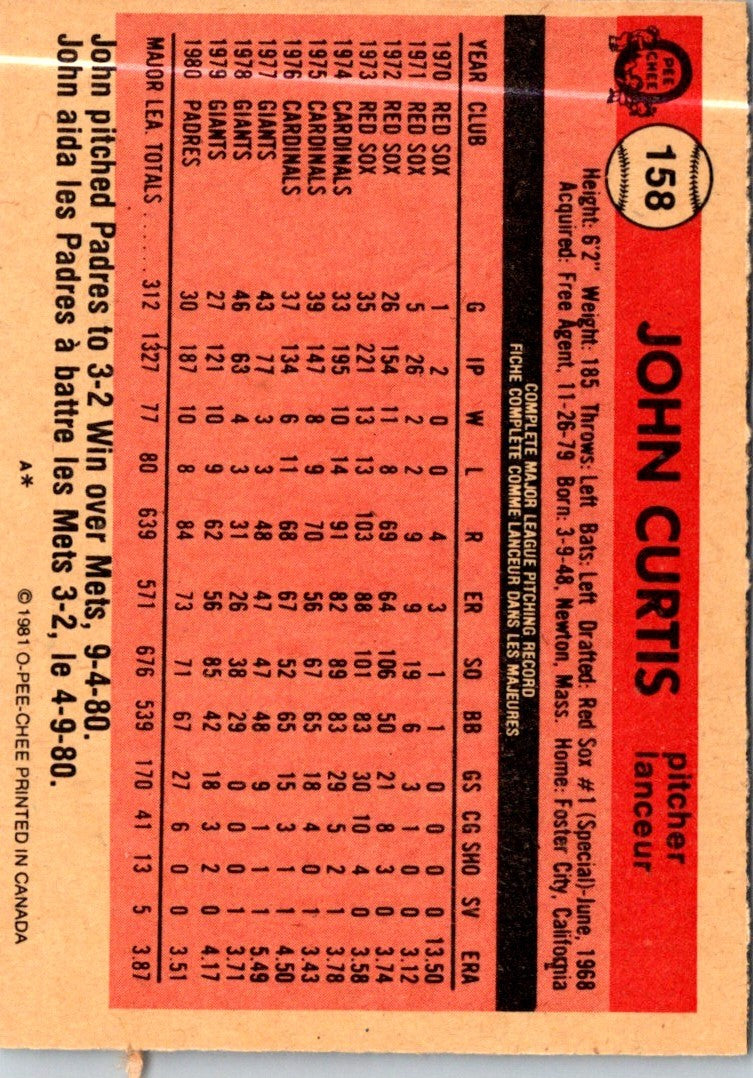 O
PEE
CHEE
158
JOHN CURTIS
pitcher
lanceur
Height: 6'2" Weight: 185 Throws: Left Bats: Left Drafted: Red Sox #1 (Special)-June, 1968
Acquired: Free Agent, 11-26-79 Born: 3-9-48, Newton, Mass. Home: Foster City, California
COMPLETE MAJOR LEAGUE PITCHING RECORD
FICHE COMPLETE COMME LANCEUR DANS LES MAJEURES
YEAR CLUB G IP W L R ER SO BB GS CG SHO SV ERA
1970 RED SOX 1 2 0 0 4 3 1 1 0 0 0 0 13.50
1971 RED SOX 5 26 2 2 9 9 19 6 3 1 0 0 3.12
1972 RED SOX 26 154 11 8 69 64 106 50 21 8 3 0 3.74
1973 RED SOX 35 221 13 13 103 88 101 83 30 10 4 0 3.58
1974 CARDINALS 33 195 10 14 91 82 89 83 29 5 2 1 3.78
1975 CARDINALS 39 147 8 9 70 56 67 65 18 4 0 1 3.43
1976 CARDINALS 37 134 6 11 68 67 52 65 15 3 1 1 4.50
1977 GIANTS 43 77 3 3 48 47 47 48 9 1 1 1 5.49
1978 GIANTS 46 63 4 3 31 26 38 29 0 0 0 1 3.71
1979 GIANTS 27 121 10 9 62 56 85 42 18 3 2 0 4.17
1980 PADRES 30 187 10 8 84 73 71 67 27 6 0 0 3.51
MAJOR LEA. TOTALS ..... 312 1327 77 80 639 571 676 539 170 41 13 5 3.87
John pitched Padres to 3-2 Win over Mets, 9-4-80.
John aida les Padres à battre les Mets 3-2, le 4-9-80.
A* © 1981 O-PEE-CHEE PRINTED IN CANADA